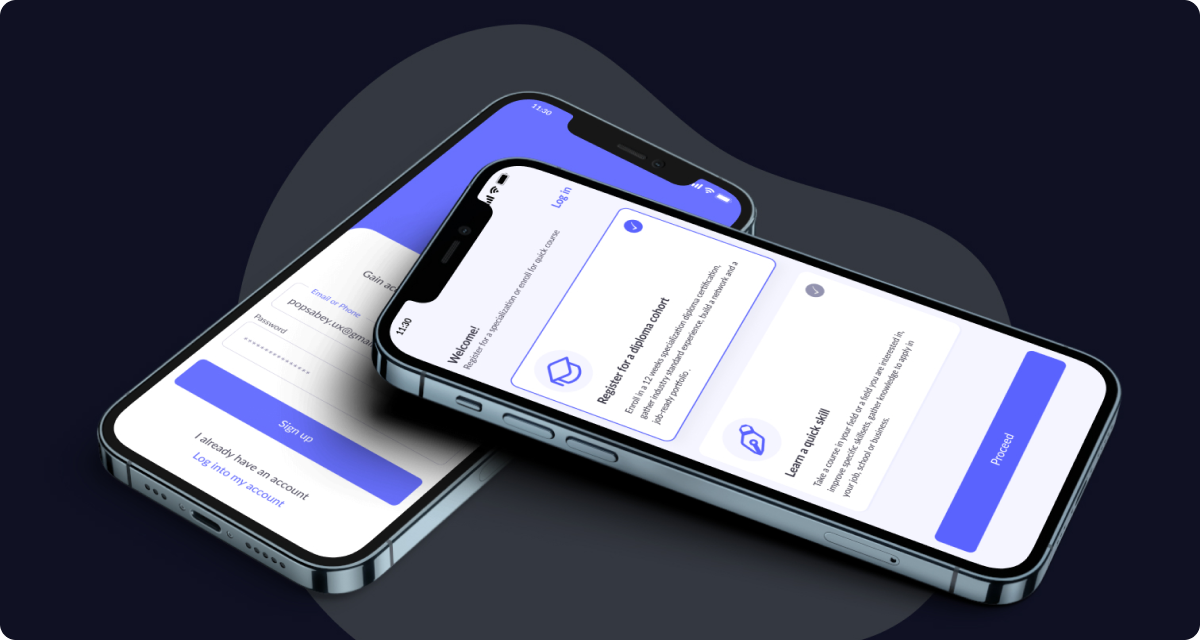 11:30
Gain
Email or Phone
popsabey.ux@gmai
Password
***************
Sign up
I already have an account
Log into my account
11:30
Log in
Welcome!
Register for a specialization or enroll for quick course
Register for a diploma cohort
Enroll in a 12 weeks specialization diploma certification,
gather industry standard experience, build a network and a
job-ready portfolio .
Learn a quick skill
Take a course in your field or a field you are interested in,
improve specific skillsets, gather knowledge to apply in
your job, school or business.
Proceed